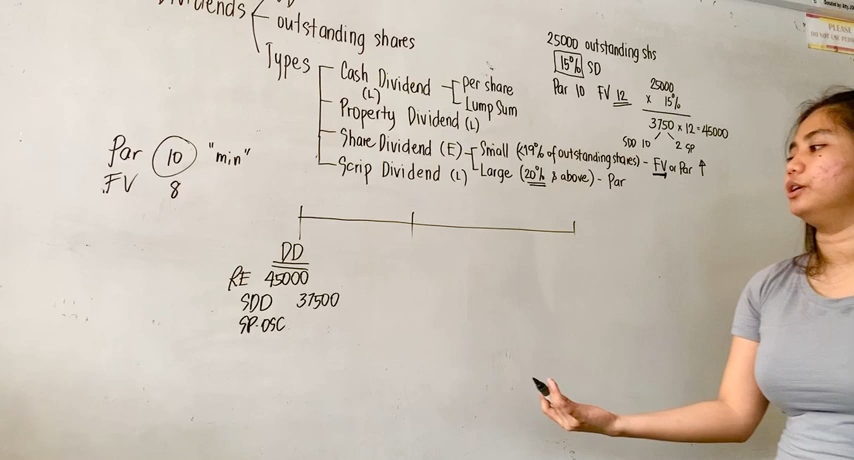 outstanding shares
Types
Cash Dividend
(L)
per share
Lump Sum
Property Dividend (L)
Share Dividend (E)
Small (<19% of outstanding shares) - FV or Par ↑
Large (20% & above) - Par
Scrip Dividend (L)
25000 outstanding shs
15% SD
Par 10 FV 12
25000
x 15%
3750 x 12 = 45000
SDD 10
2 SP
Par 10 "min"
FV 8
DD
RE 45000
SDD 37500
SP-OSC
PLEASE